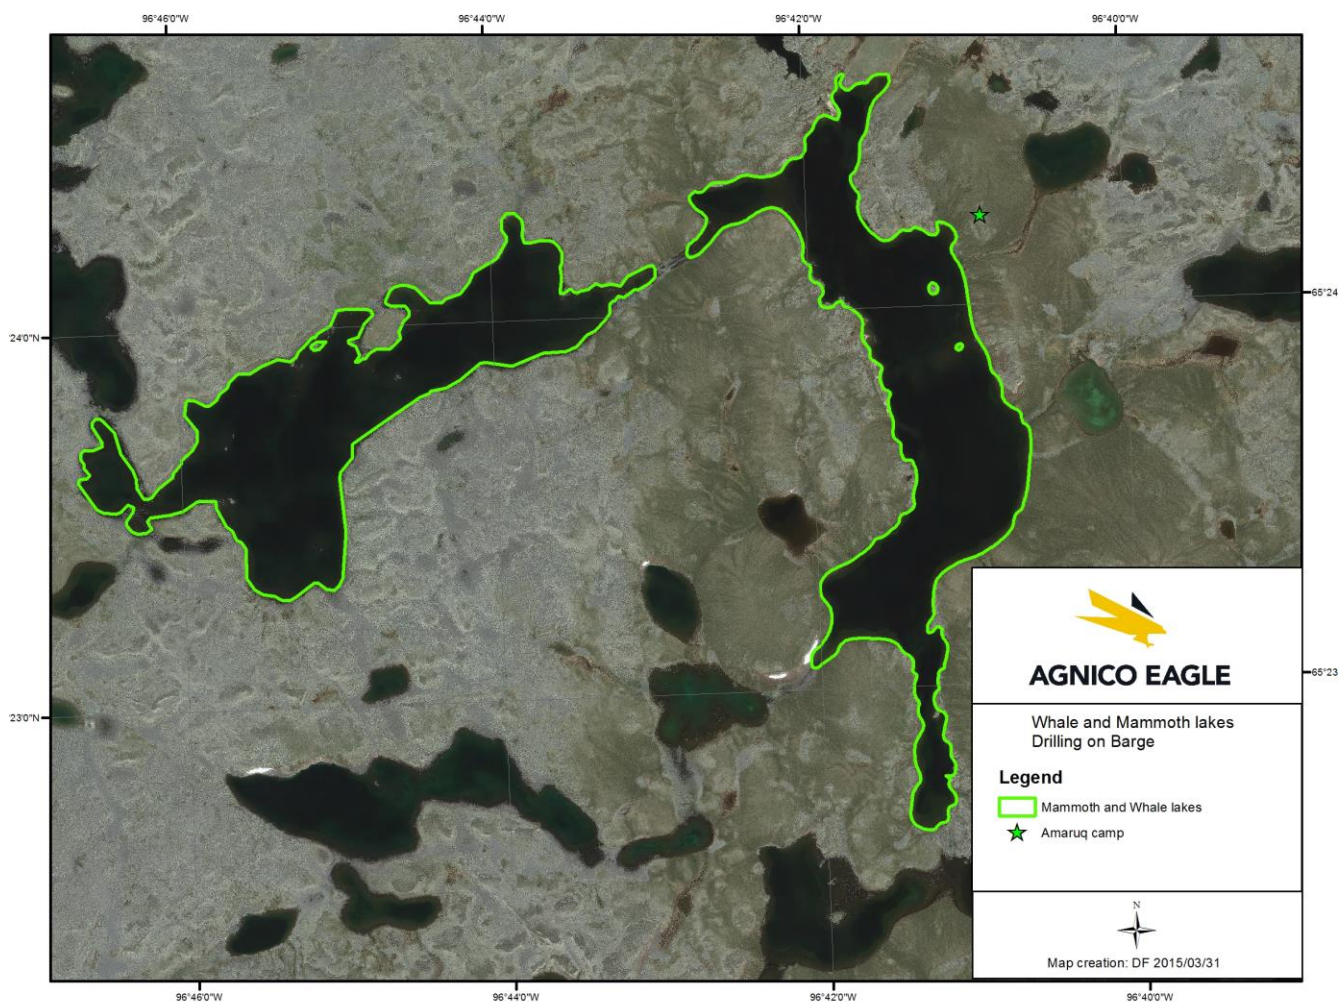 96°46'0"W
96°44'0"W
96°42'0"W
96°40'0"W
24'0"N
65°24
65°23
23'0"N
AGNICO EAGLE
Whale and Mammoth lakes
Drilling on Barge
Legend
Mammoth and Whale lakes
Amaruq camp
N
Map creation: DF 2015/03/31
96°46'0"W
96°44'0"W
96°42'0"W
96°40'0"W